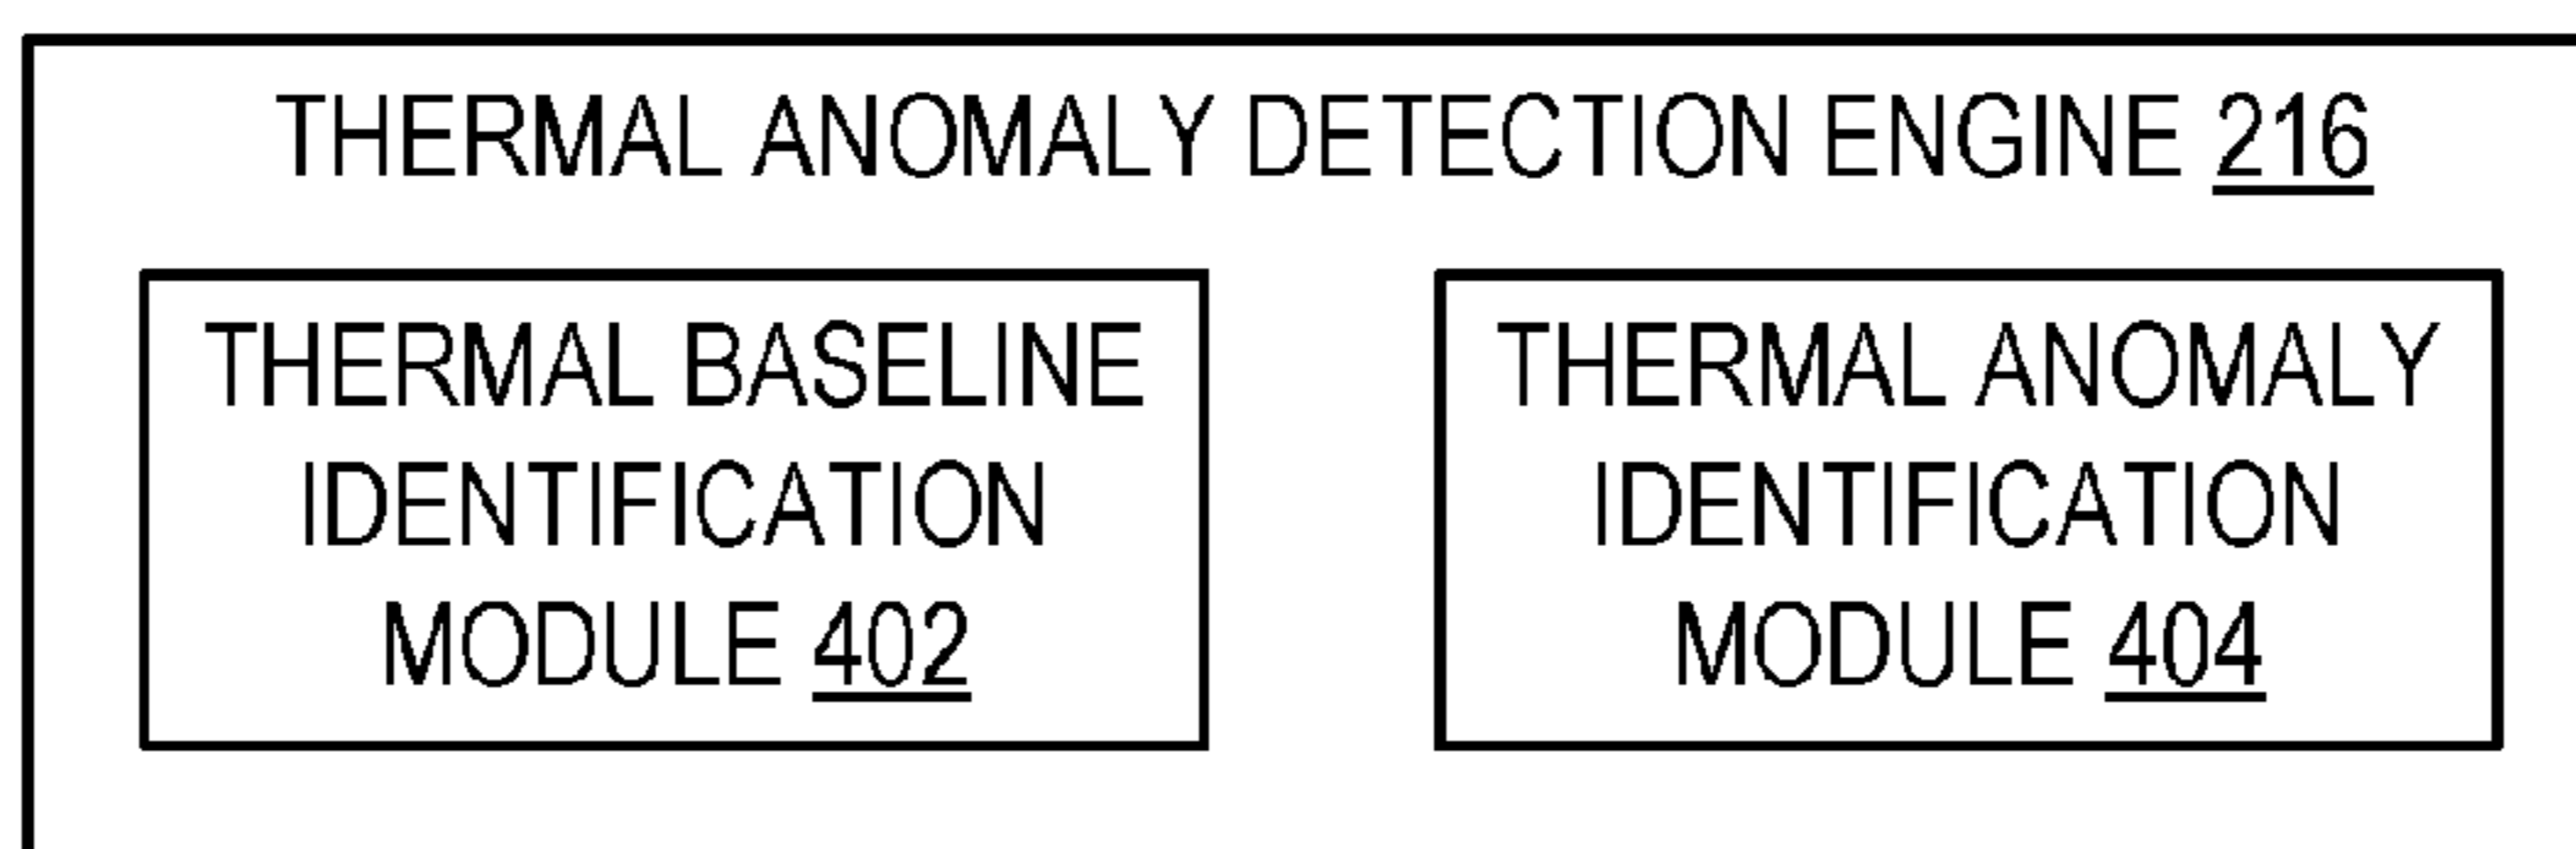 THERMAL ANOMALY DETECTION ENGINE 216
THERMAL BASELINE
IDENTIFICATION
MODULE 402
THERMAL ANOMALY
IDENTIFICATION
MODULE 404